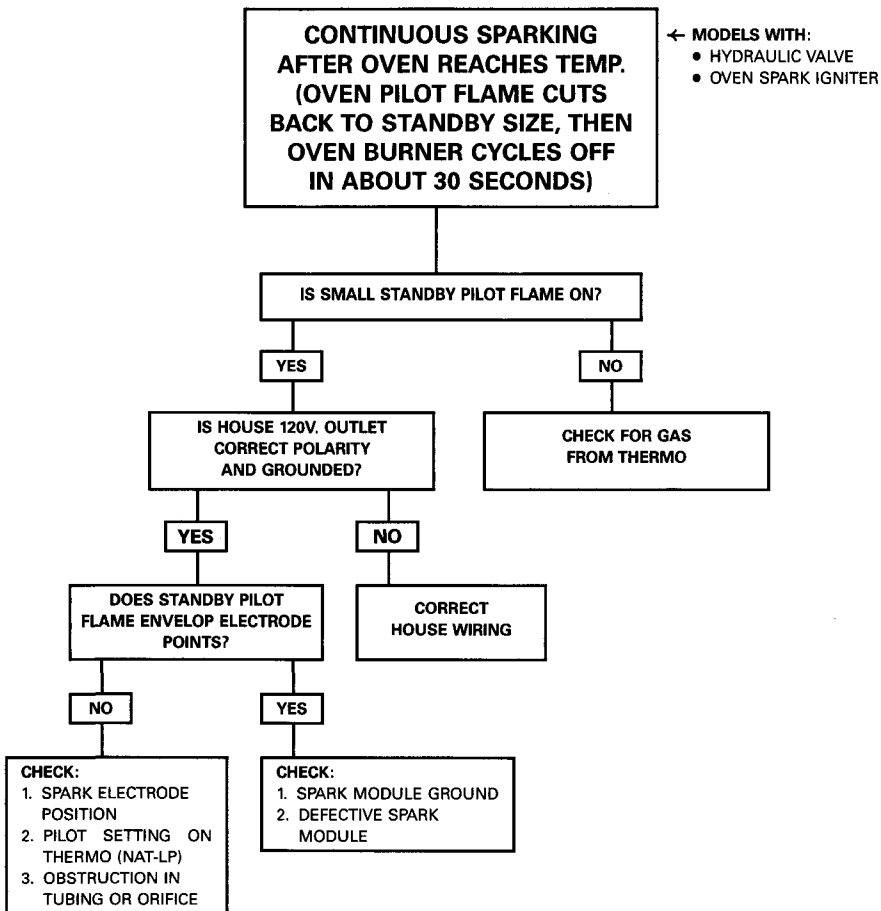 CONTINUOUS SPARKING
AFTER OVEN REACHES TEMP.
(OVEN PILOT FLAME CUTS
BACK TO STANDBY SIZE, THEN
OVEN BURNER CYCLES OFF
IN ABOUT 30 SECONDS)
← MODELS WITH:
• HYDRAULIC VALVE
• OVEN SPARK IGNITER
IS SMALL STANDBY PILOT FLAME ON?
YES
NO
IS HOUSE 120V. OUTLET
CORRECT POLARITY
AND GROUNDED?
CHECK FOR GAS
FROM THERMO
YES
NO
DOES STANDBY PILOT
FLAME ENVELOP ELECTRODE
POINTS?
CORRECT
HOUSE WIRING
NO
YES
CHECK:
1. SPARK ELECTRODE
POSITION
2. PILOT SETTING ON
THERMO (NAT-LP)
3. OBSTRUCTION IN
TUBING OR ORIFICE
CHECK:
1. SPARK MODULE GROUND
2. DEFECTIVE SPARK
MODULE